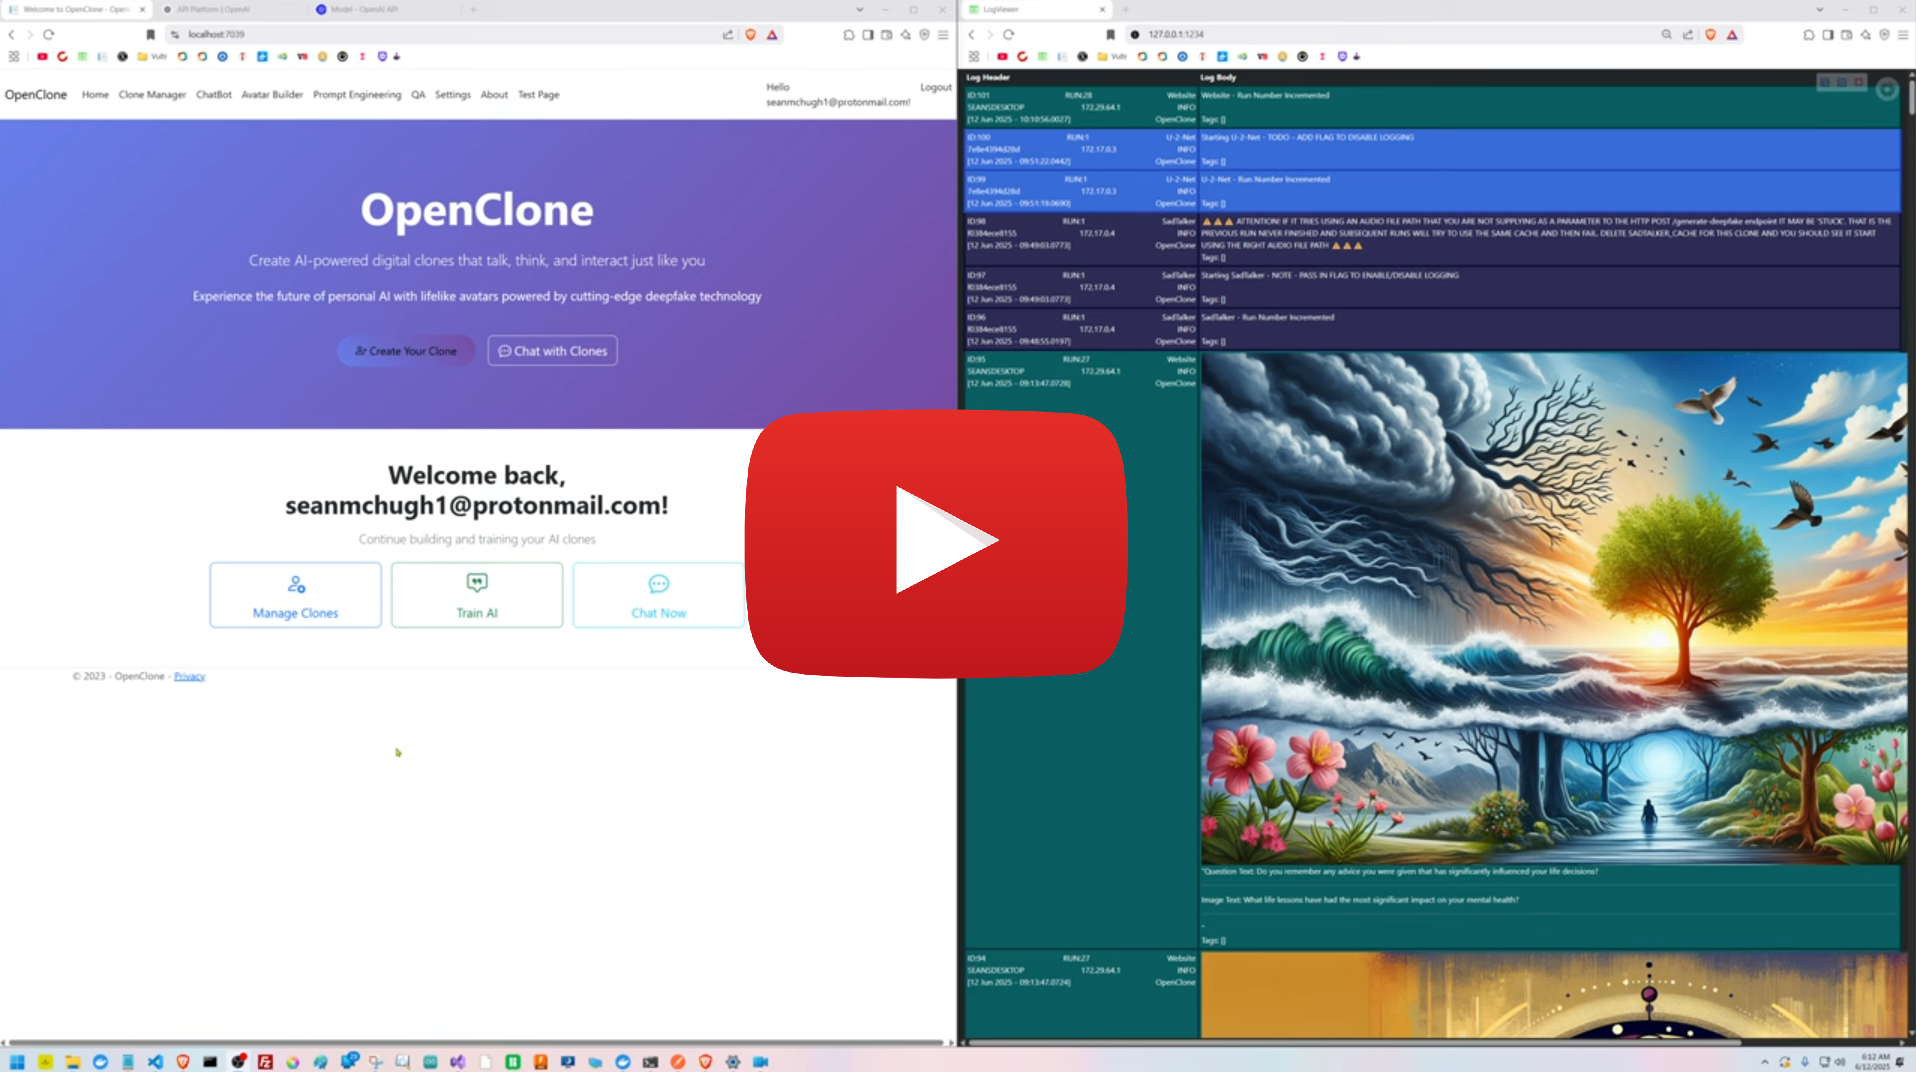 Welcome to OpenClone - Open
API Platform | OpenAI
Model - OpenAI API
localhost:7039
Vultr
OpenClone
Home
Clone Manager
ChatBot
Avatar Builder
Prompt Engineering
QA
Settings
About
Test Page
Hello
seanmchugh1@protonmail.com!
Logout
OpenClone
Create AI-powered digital clones that talk, think, and interact just like you
Experience the future of personal AI with lifelike avatars powered by cutting-edge deepfake technology
Create Your Clone
Chat with Clones
Welcome back,
seanmchugh1@protonmail.com!
Continue building and training your AI clones
Manage Clones
Train AI
Chat Now
© 2023 - OpenClone - Privacy
LogViewer
127.0.0.1:1234
Vultr
Log Header
Log Body
ID:101 RUN:28 Website
SEANSDESKTOP 172.29.64.1 INFO
[12 Jun 2025 - 10:10:56.0027] OpenClone
Website - Run Number Incremented
Tags: []
ID:100 RUN:1 U-2-Net
7e8e4394d28d 172.17.0.3 INFO
[12 Jun 2025 - 09:51:22.0442] OpenClone
Starting U-2-Net - TODO - ADD FLAG TO DISABLE LOGGING
Tags: []
ID:99 RUN:1 U-2-Net
7e8e4394d28d 172.17.0.3 INFO
[12 Jun 2025 - 09:51:19.0690] OpenClone
U-2-Net - Run Number Incremented
Tags: []
ID:98 RUN:1 SadTalker
f0384ece8155 172.17.0.4 INFO
[12 Jun 2025 - 09:49:03.0773] OpenClone
⚠⚠⚠ ATTENTION! IF IT TRIES USING AN AUDIO FILE PATH THAT YOU ARE NOT SUPPLYING AS A PARAMETER TO THE HTTP POST /generate-deepfake endpoint IT MAY BE 'STUCK'. THAT IS THE
PREVIOUS RUN NEVER FINISHED AND SUBSEQUENT RUNS WILL TRY TO USE THE SAME CACHE AND THEN FAIL. DELETE SADTALKER_CACHE FOR THIS CLONE AND YOU SHOULD SEE IT START
USING THE RIGHT AUDIO FILE PATH ⚠⚠⚠
Tags: []
ID:97 RUN:1 SadTalker
f0384ece8155 172.17.0.4 INFO
[12 Jun 2025 - 09:49:03.0773] OpenClone
Starting SadTalker - NOTE - PASS IN FLAG TO ENABLE/DISABLE LOGGING
Tags: []
ID:96 RUN:1 SadTalker
f0384ece8155 172.17.0.4 INFO
[12 Jun 2025 - 09:48:55.0197] OpenClone
SadTalker - Run Number Incremented
Tags: []
ID:95 RUN:27 Website
SEANSDESKTOP 172.29.64.1 INFO
[12 Jun 2025 - 09:13:47.0728] OpenClone
"Question Text: Do you remember any advice you were given that has significantly influenced your life decisions?
Image Text: What life lessons have had the most significant impact on your mental health?
Tags: []
ID:94 RUN:27 Website
SEANSDESKTOP 172.29.64.1 INFO
[12 Jun 2025 - 09:13:47.0724] OpenClone
6:12 AM
6/12/2025